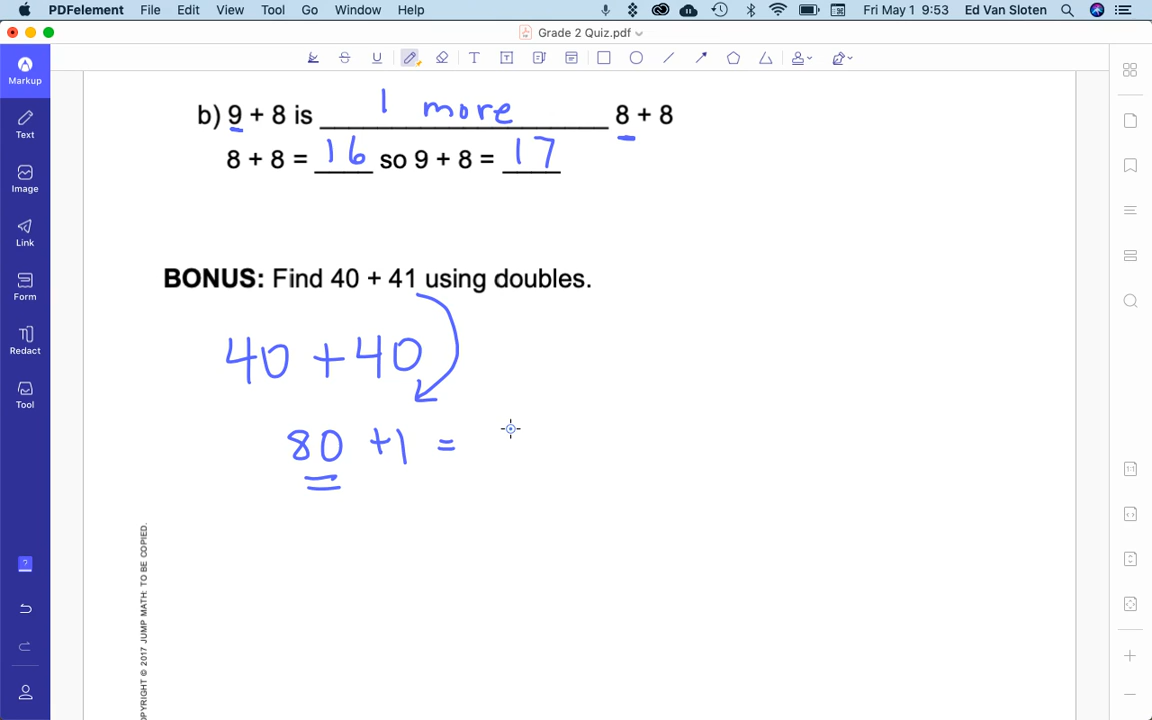 PDFelement File Edit View Tool Go Window Help Fri May 1 9:53 Ed Van Sloten
Grade 2 Quiz.pdf
Markup
Text
Image
Link
Form
Redact
Tool
b) 9 + 8 is 1 more 8 + 8
8 + 8 = 16 so 9 + 8 = 17
BONUS: Find 40 + 41 using doubles.
40 + 40
80 + 1 =
OPYRIGHT © 2017 JUMP MATH: TO BE COPIED.